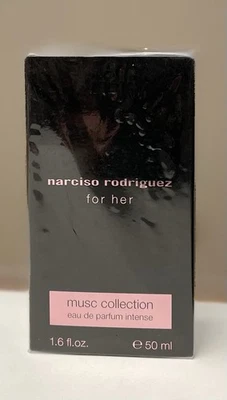 narciso rodriguez
for her
musc collection
eau de parfum intense
1.6 fl.oz. ℮ 50 ml